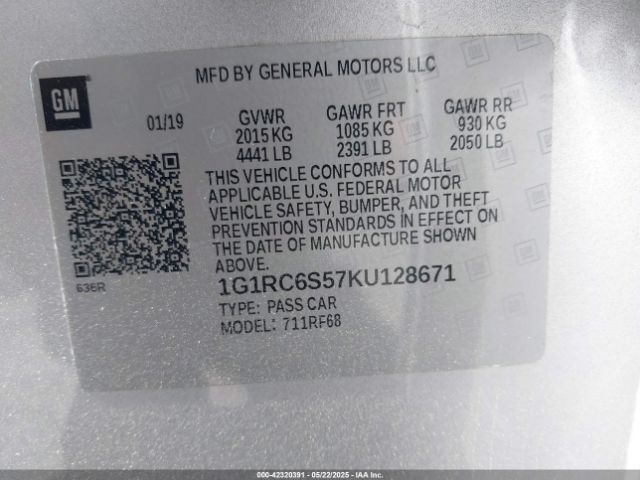 MFD BY GENERAL MOTORS LLC
GM
01/19
GVWR GAWR FRT GAWR RR
2015 KG 1085 KG 930 KG
4441 LB 2391 LB 2050 LB
THIS VEHICLE CONFORMS TO ALL
APPLICABLE U.S. FEDERAL MOTOR
VEHICLE SAFETY, BUMPER, AND THEFT
PREVENTION STANDARDS IN EFFECT ON
THE DATE OF MANUFACTURE SHOWN
ABOVE.
636R
1G1RC6S57KU128671
TYPE: PASS CAR
MODEL: 711RF68
000-42320391 - 05/22/2025 - IAA Inc.